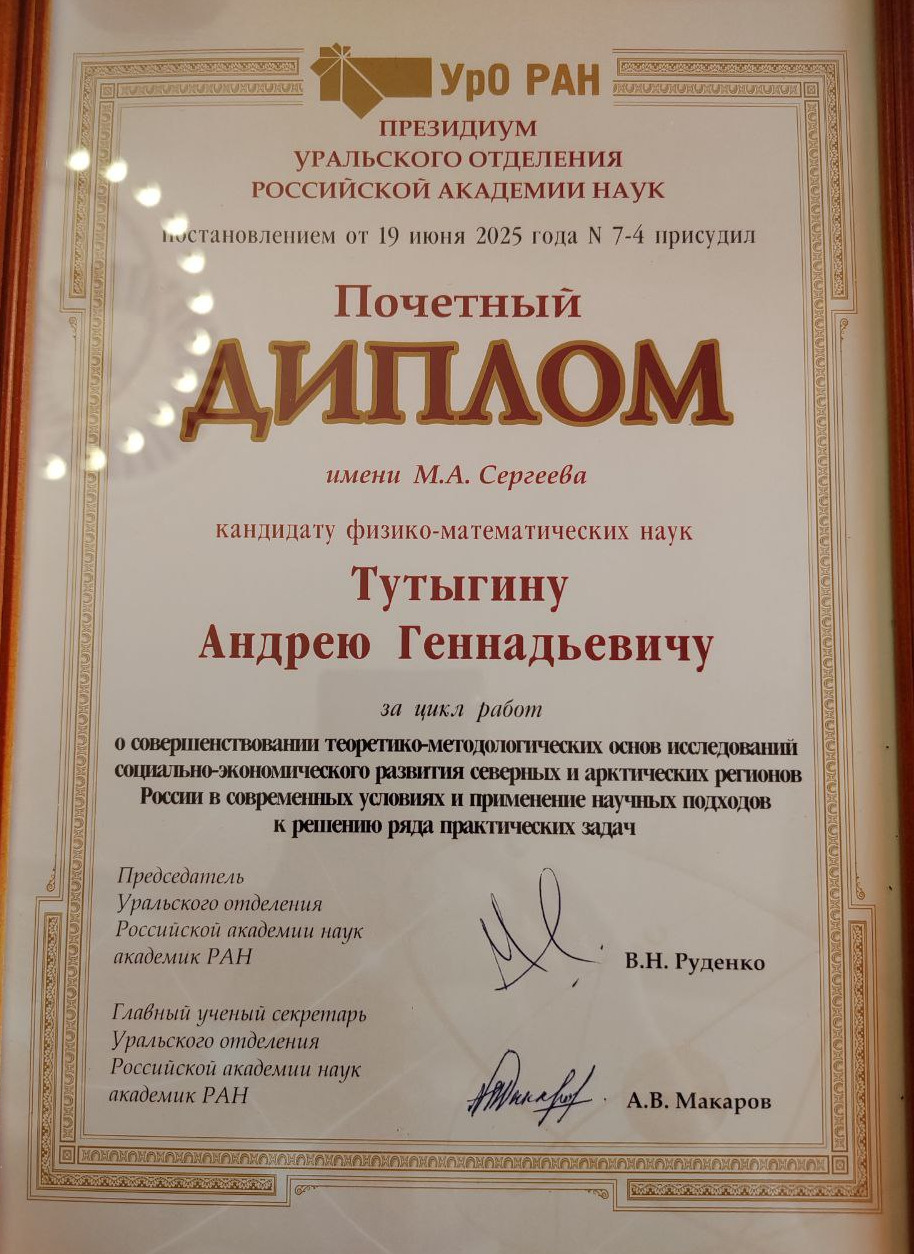 УрО РАН
ПРЕЗИДИУМ
УРАЛЬСКОГО ОТДЕЛЕНИЯ
РОССИЙСКОЙ АКАДЕМИИ НАУК
постановлением от 19 июня 2025 года N 7-4 присудил
Почетный
ДИПЛОМ
имени М.А. Сергеева
кандидату физико-математических наук
Тутыгину
Андрею Геннадьевичу
за цикл работ
о совершенствовании теоретико-методологических основ исследований
социально-экономического развития северных и арктических регионов
России в современных условиях и применение научных подходов
к решению ряда практических задач
Председатель
Уральского отделения
Российской академии наук
академик РАН
В.Н. Руденко
Главный ученый секретарь
Уральского отделения
Российской академии наук
академик РАН
А.В. Макаров